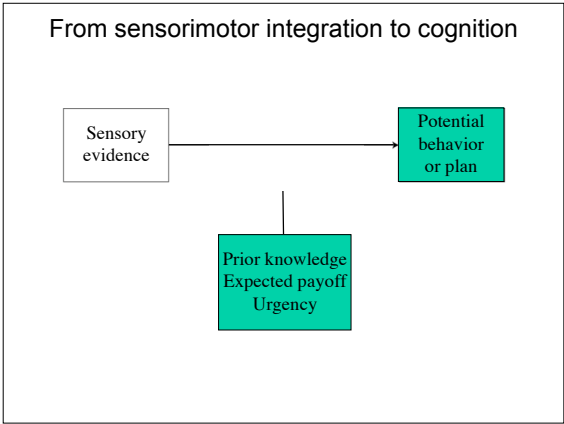 From sensorimotor integration to cognition
Sensory
evidence
Potential
behavior
or plan
Prior knowledge
Expected payoff
Urgency